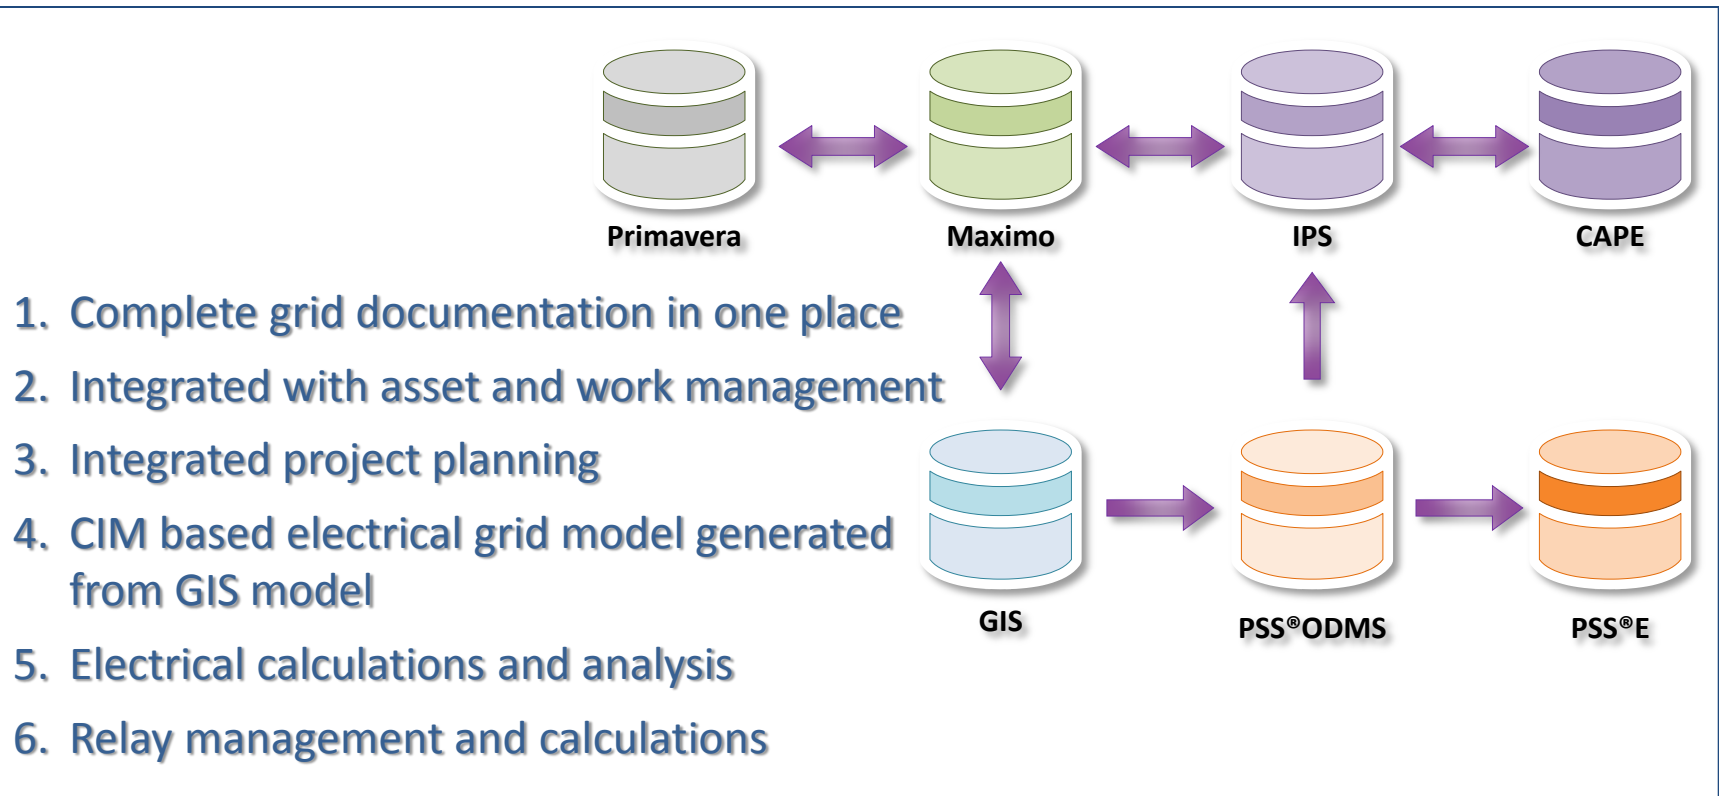 Primavera
Maximo
IPS
CAPE
1. Complete grid documentation in one place
2. Integrated with asset and work management
3. Integrated project planning
4. CIM based electrical grid model generated
from GIS model
5. Electrical calculations and analysis
6. Relay management and calculations
GIS
PSS®ODMS
PSS®E